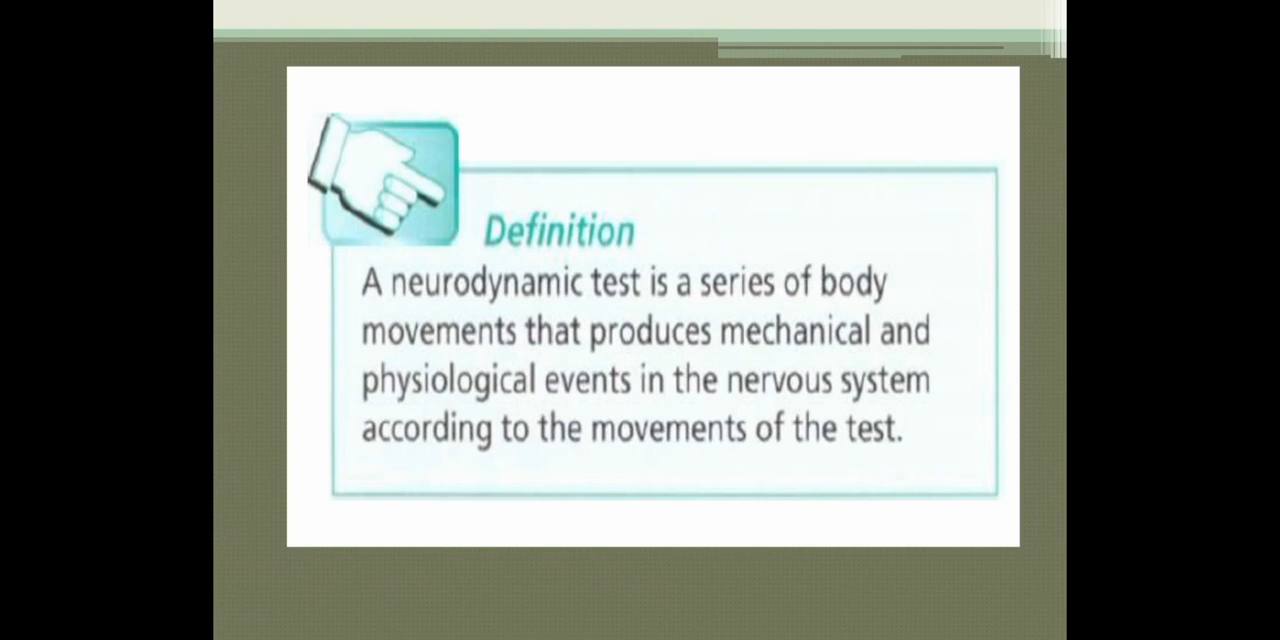 Definition
A neurodynamic test is a series of body
movements that produces mechanical and
physiological events in the nervous system
according to the movements of the test.